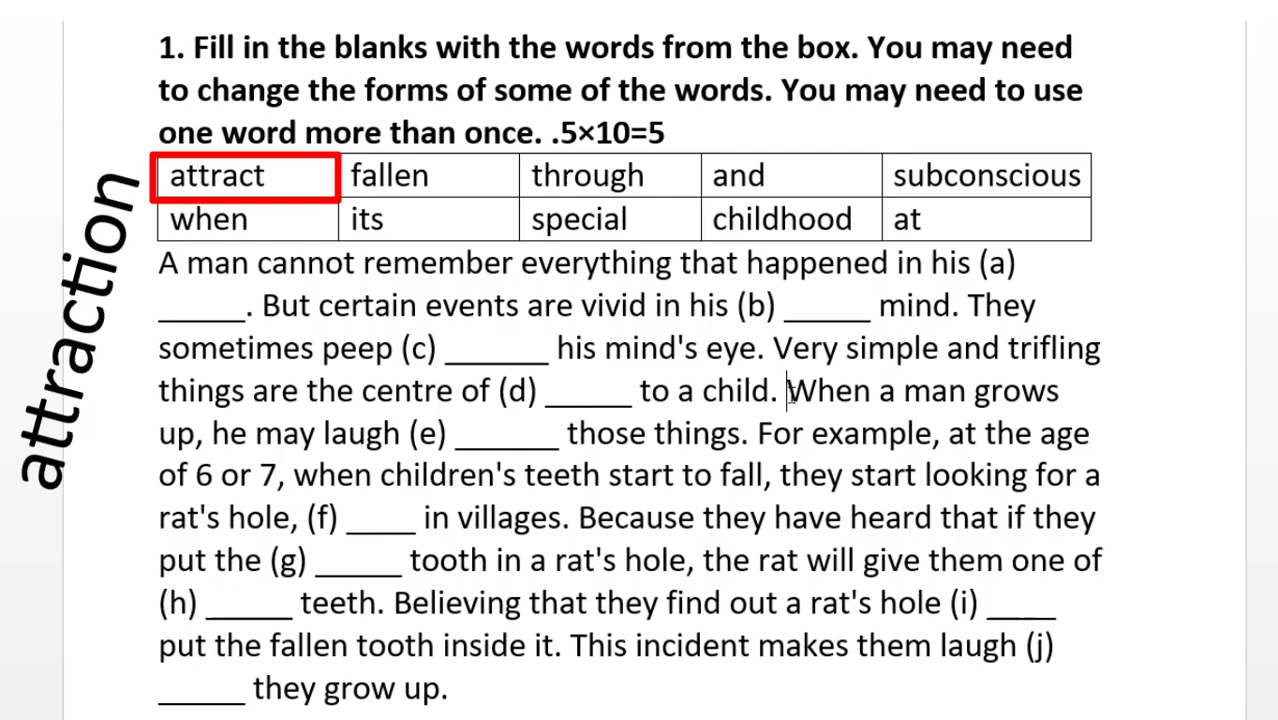 1. Fill in the blanks with the words from the box. You may need
to change the forms of some of the words. You may need to use
one word more than once. .5×10=5
attract fallen through and subconscious
when its special childhood at
A man cannot remember everything that happened in his (a)
______. But certain events are vivid in his (b) ______ mind. They
sometimes peep (c) _______ his mind's eye. Very simple and trifling
things are the centre of (d) ______ to a child. When a man grows
up, he may laugh (e) _______ those things. For example, at the age
of 6 or 7, when children's teeth start to fall, they start looking for a
rat's hole, (f) _____ in villages. Because they have heard that if they
put the (g) ______ tooth in a rat's hole, the rat will give them one of
(h) ______ teeth. Believing that they find out a rat's hole (i) _____
put the fallen tooth inside it. This incident makes them laugh (j)
______ they grow up.
attraction